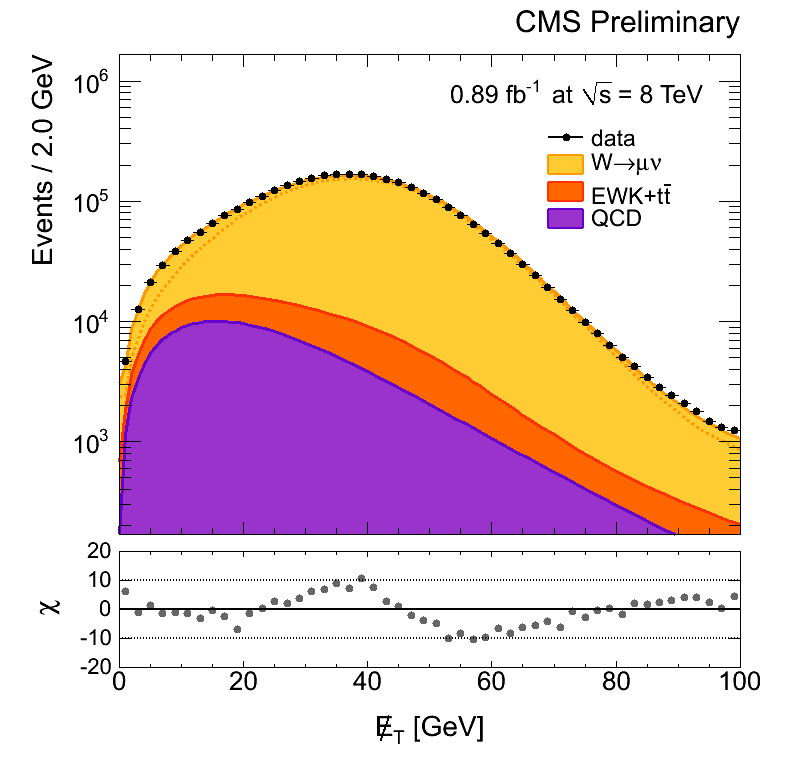 CMS Preliminary
0.89 fb⁻¹ at √s = 8 TeV
data
W→μν
EWK+tt̄
QCD
Events / 2.0 GeV
10⁶
10⁵
10⁴
10³
χ
20
10
0
-10
-20
0 20 40 60 80 100
E̸_T [GeV]